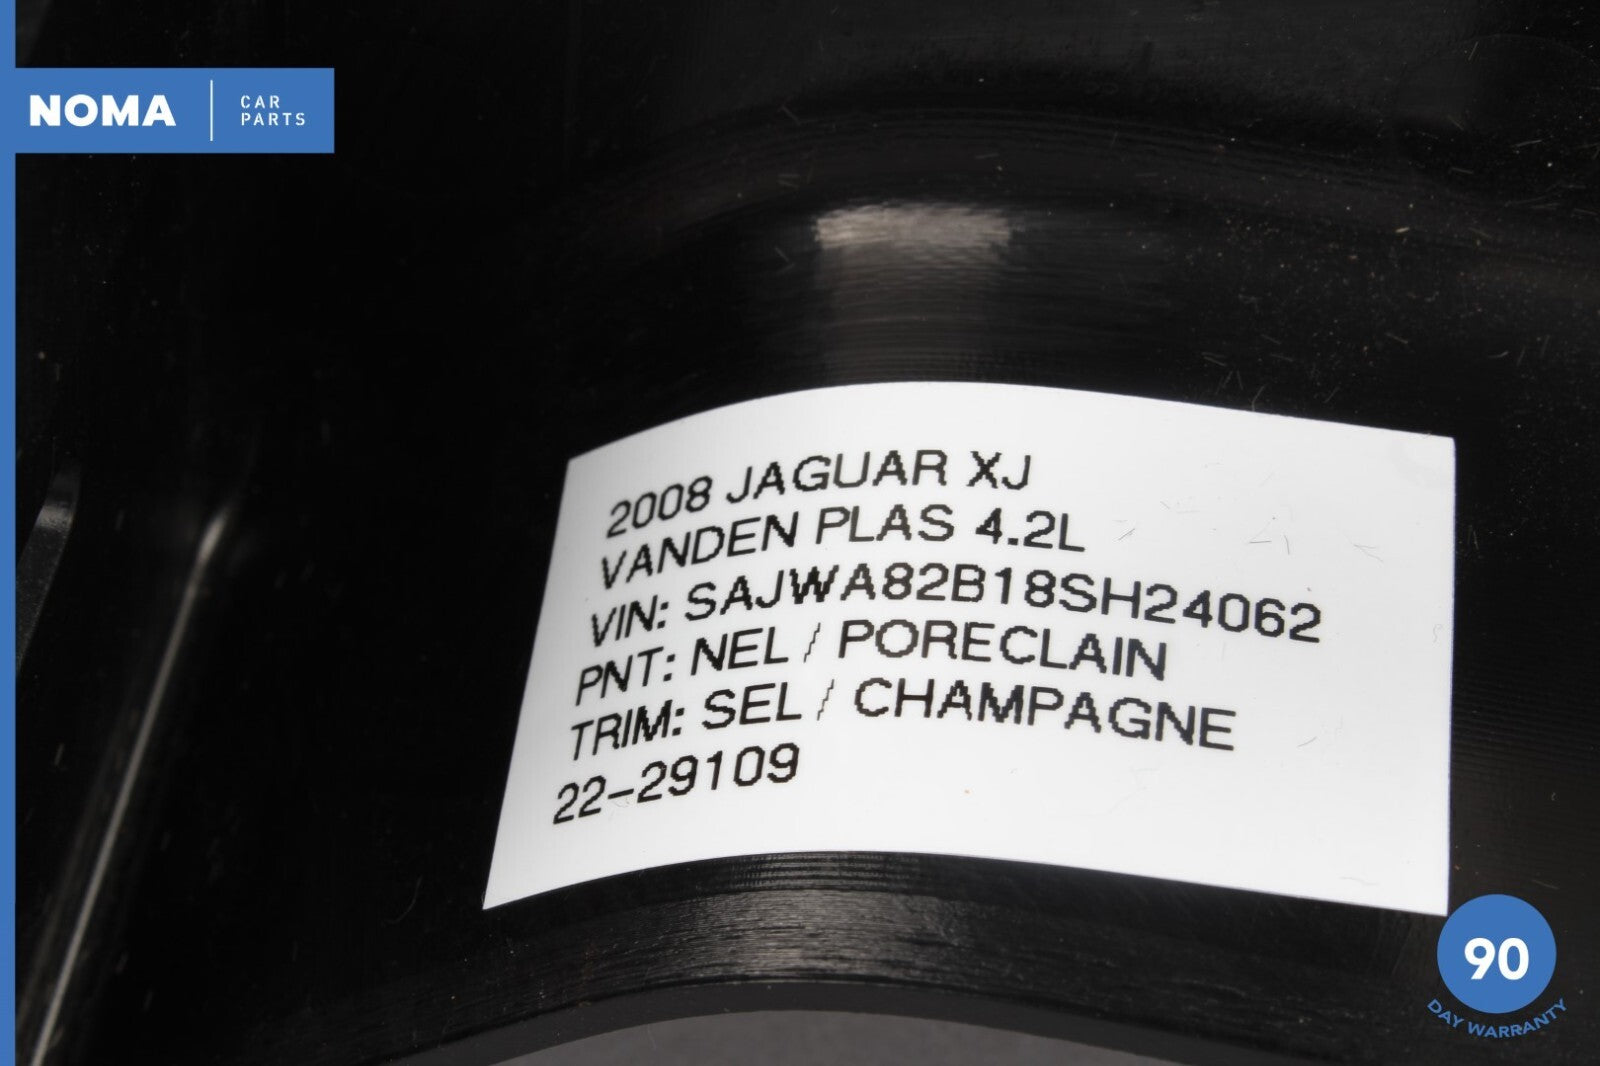 NOMA
CAR
PARTS
2008 JAGUAR XJ
VANDEN PLAS 4.2L
VIN: SAJWA82B18SH24062
PNT: NEL / PORECLAIN
TRIM: SEL / CHAMPAGNE
22-29109
90
DAY WARRANTY